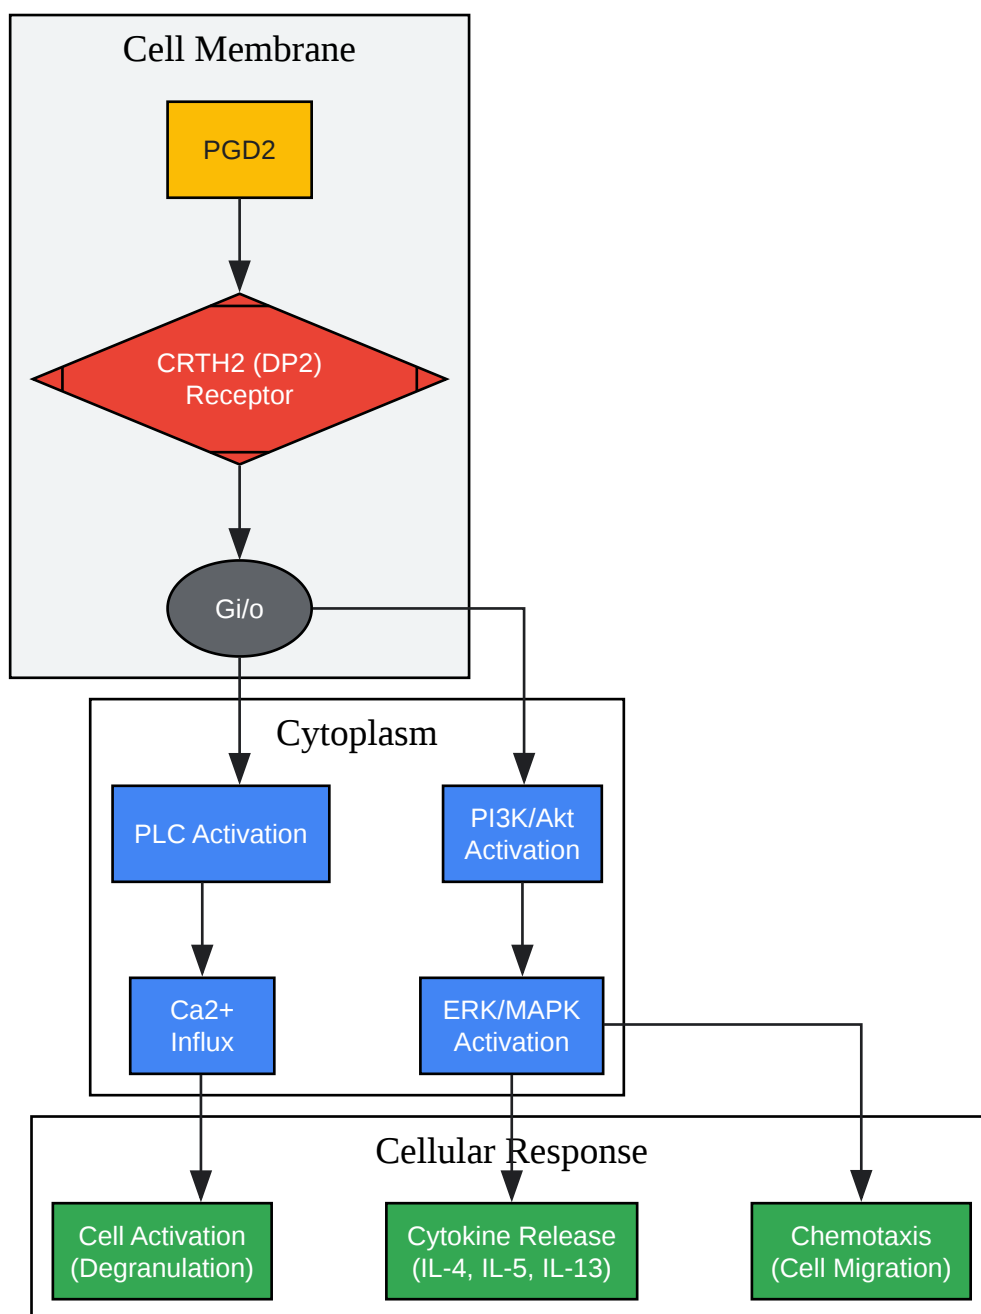 Cell Membrane
PGD2
CRTH2 (DP2)
Receptor
Gi/o
Cytoplasm
PLC Activation
PI3K/Akt
Activation
Ca2+
Influx
ERK/MAPK
Activation
Cellular Response
Cell Activation
(Degranulation)
Cytokine Release
(IL-4, IL-5, IL-13)
Chemotaxis
(Cell Migration)